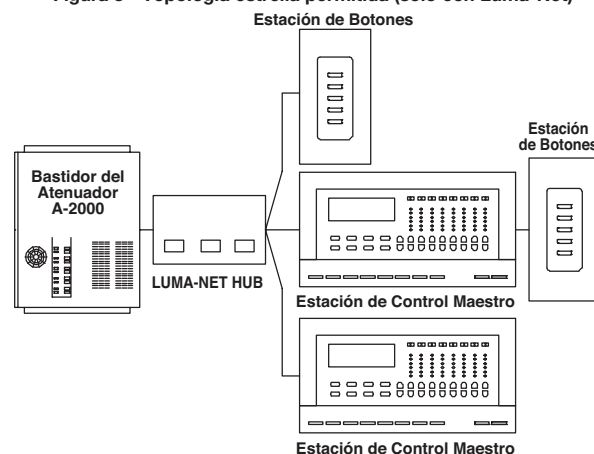 Figura 3 - Topología estrella permitida (sólo con Luma-Net)
Estación de Botones
Estación
de Botones
Bastidor del
Atenuador
A-2000
LUMA-NET HUB
Estación de Control Maestro
Estación de Control Maestro